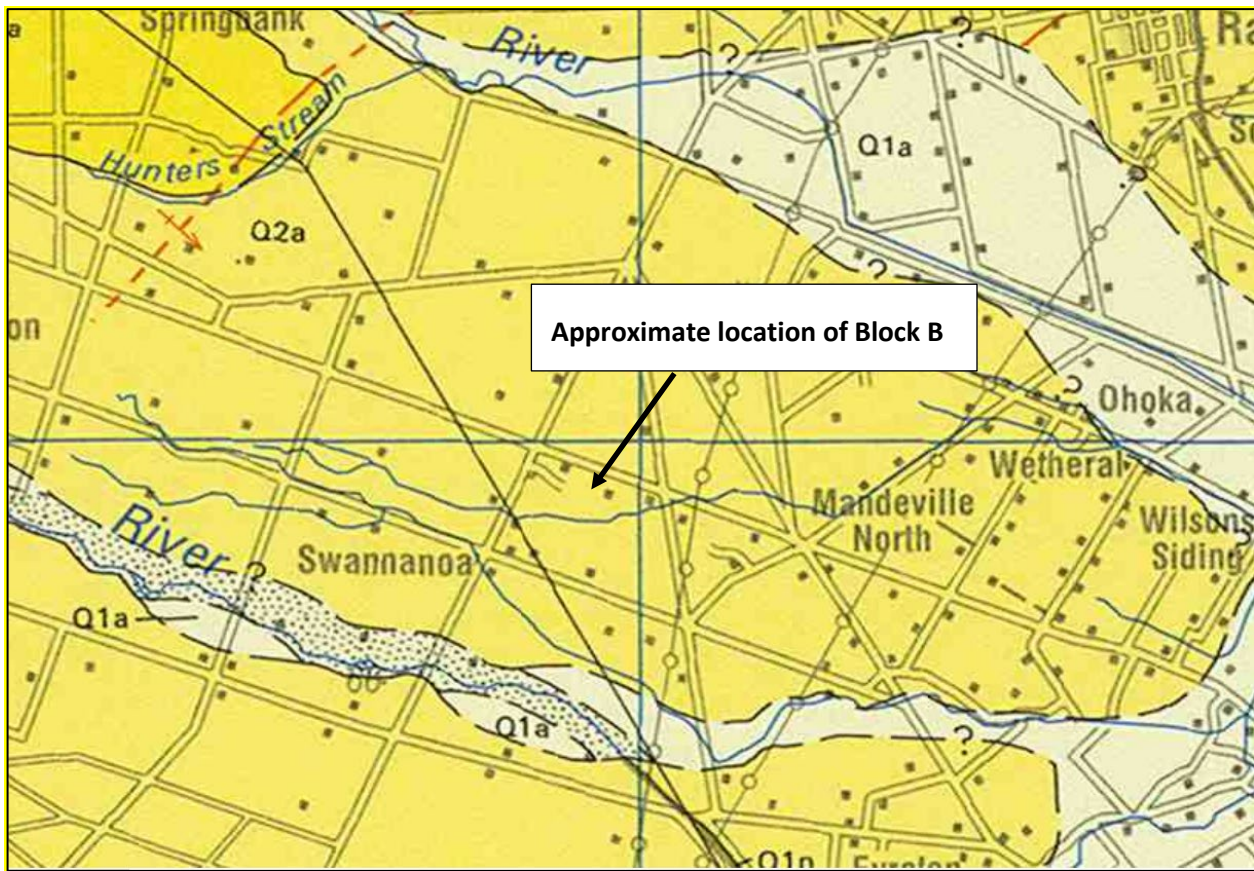 Springbank
River
?
?
Hunters Stream
Q1a
Q2a
?
?
on
Approximate location of Block B
?
Ohoka
Wetheral
Mandeville
North
Wilsons
Siding
?
River
?
Swannanoa
Q1a
Q1a
?
Q1n